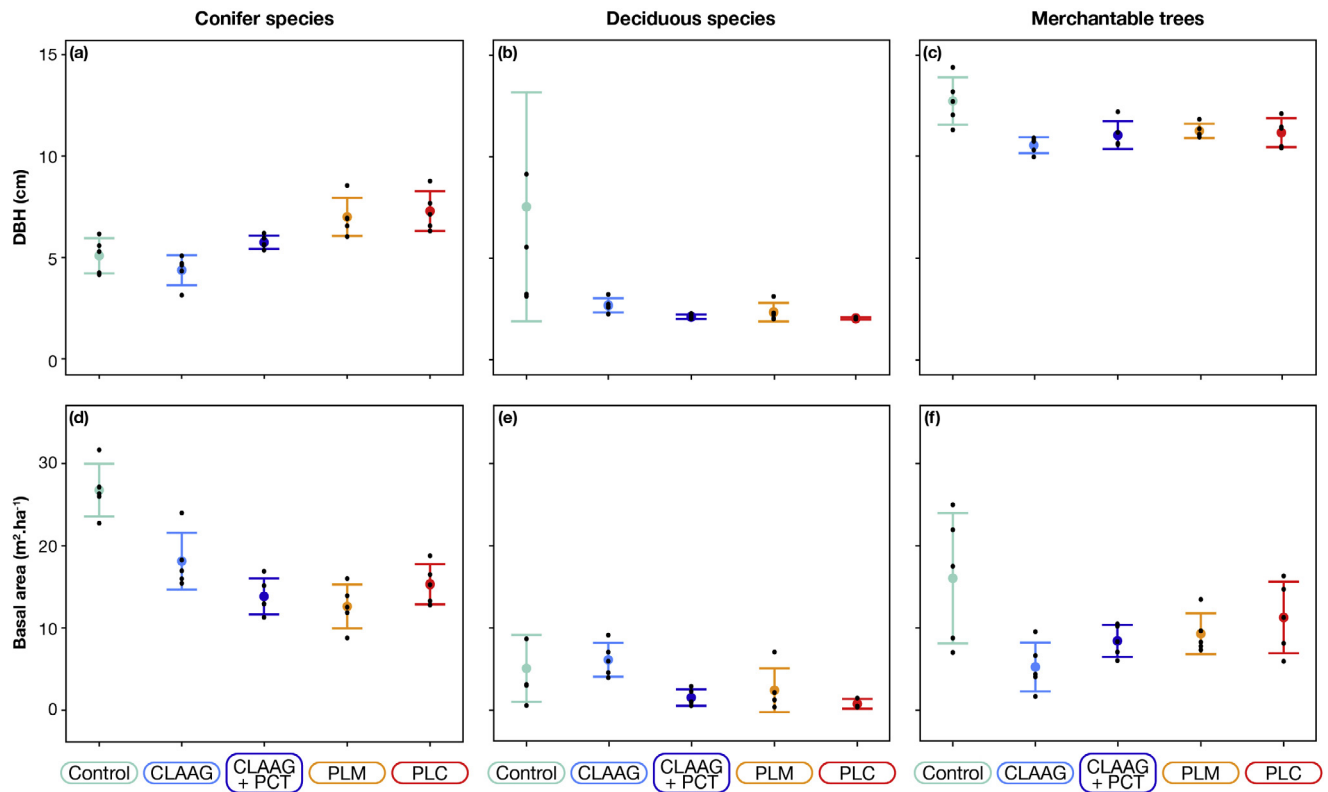 Conifer species
Deciduous species
Merchantable trees
(a)
(b)
(c)
15
10
5
0
DBH (cm)
(d)
(e)
(f)
30
20
10
0
Basal area (m².ha⁻¹)
Control
CLAAG
CLAAG
+ PCT
PLM
PLC
Control
CLAAG
CLAAG
+ PCT
PLM
PLC
Control
CLAAG
CLAAG
+ PCT
PLM
PLC